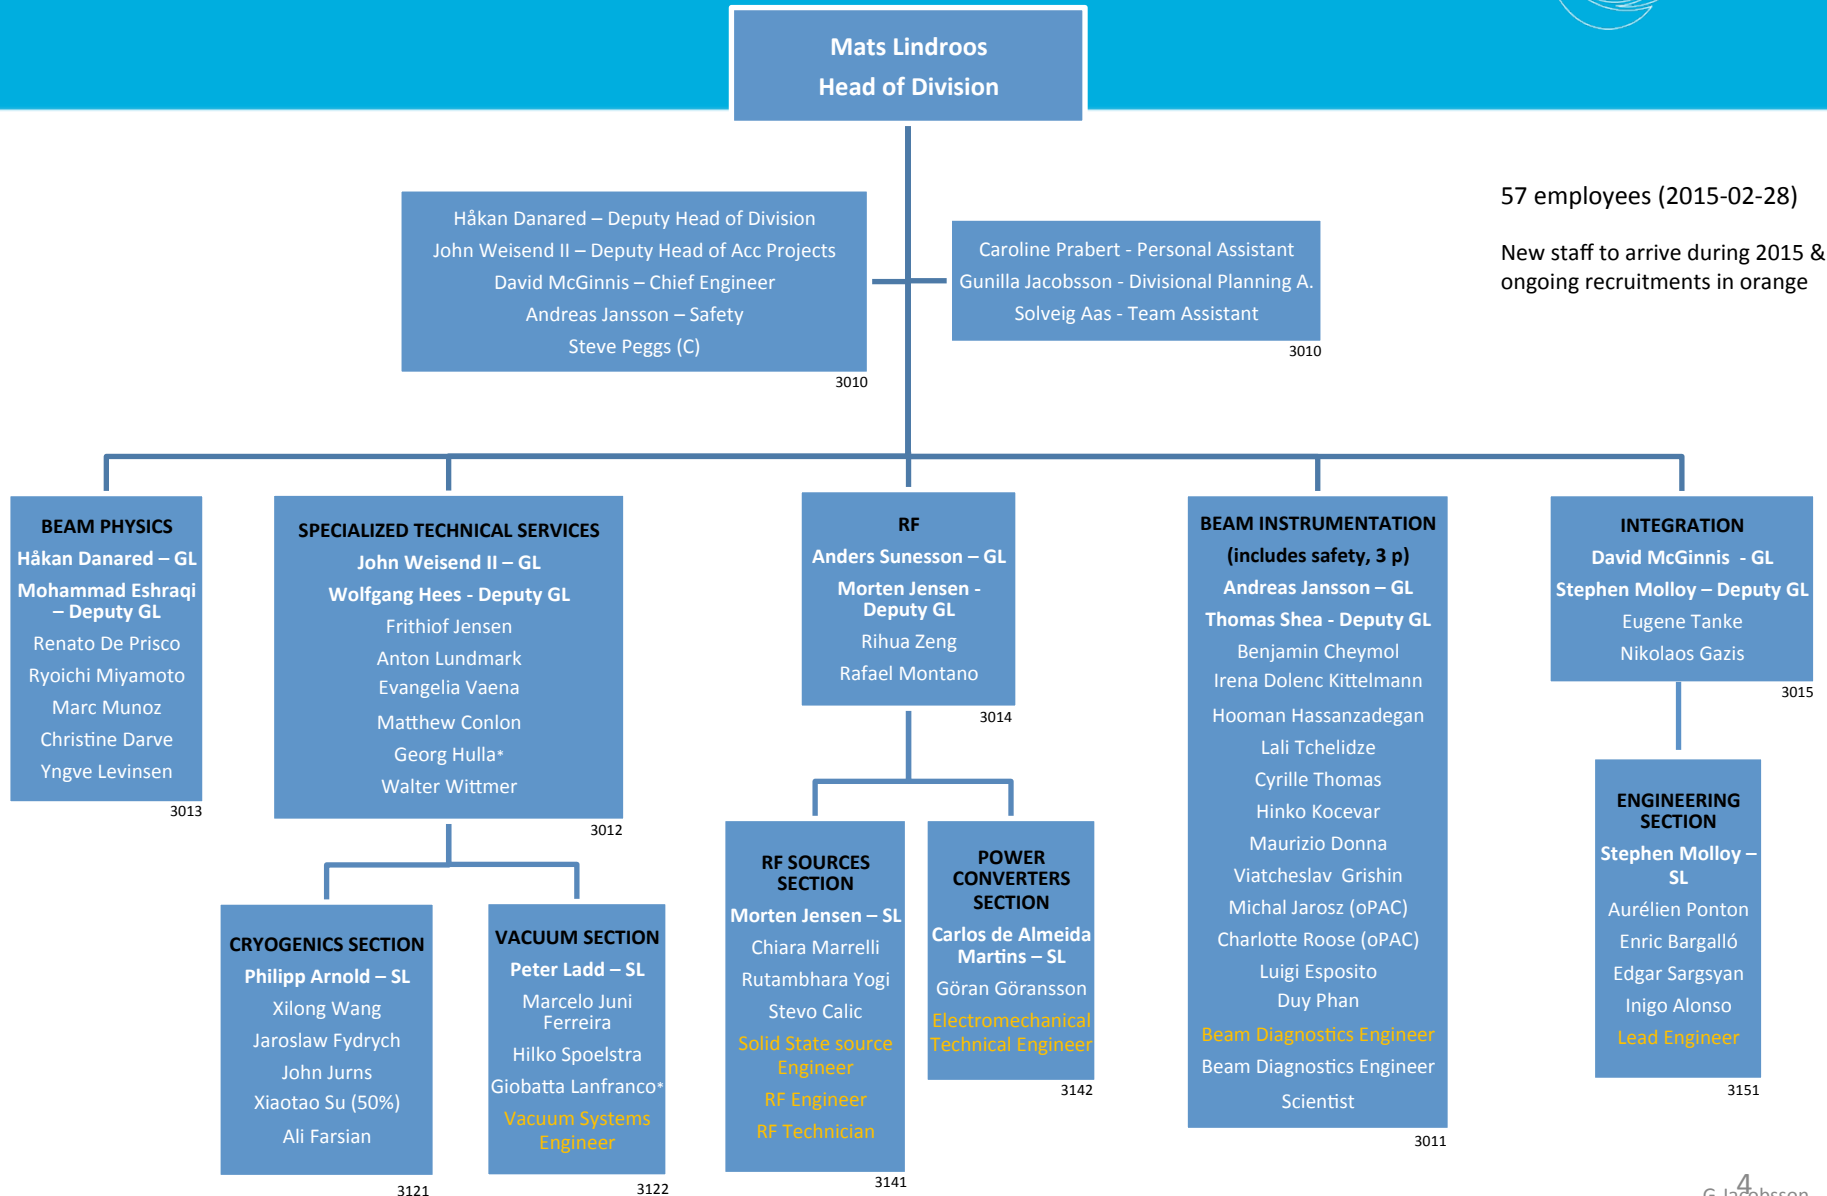 Mats Lindroos
Head of Division
57 employees (2015-02-28)
New staff to arrive during 2015 &
ongoing recruitments in orange
Håkan Danared – Deputy Head of Division
John Weisend II – Deputy Head of Acc Projects
David McGinnis – Chief Engineer
Andreas Jansson – Safety
Steve Peggs (C)
3010
Caroline Prabert - Personal Assistant
Gunilla Jacobsson - Divisional Planning A.
Solveig Aas - Team Assistant
3010
BEAM PHYSICS
Håkan Danared – GL
Mohammad Eshraqi
– Deputy GL
Renato De Prisco
Ryoichi Miyamoto
Marc Munoz
Christine Darve
Yngve Levinsen
3013
SPECIALIZED TECHNICAL SERVICES
John Weisend II – GL
Wolfgang Hees - Deputy GL
Frithiof Jensen
Anton Lundmark
Evangelia Vaena
Matthew Conlon
Georg Hulla*
Walter Wittmer
3012
RF
Anders Sunesson – GL
Morten Jensen -
Deputy GL
Rihua Zeng
Rafael Montano
3014
BEAM INSTRUMENTATION
(includes safety, 3 p)
Andreas Jansson – GL
Thomas Shea - Deputy GL
Benjamin Cheymol
Irena Dolenc Kittelmann
Hooman Hassanzadegan
Lali Tchelidze
Cyrille Thomas
Hinko Kocevar
Maurizio Donna
Viatcheslav Grishin
Michal Jarosz (oPAC)
Charlotte Roose (oPAC)
Luigi Esposito
Duy Phan
Beam Diagnostics Engineer
Beam Diagnostics Engineer
Scientist
3011
INTEGRATION
David McGinnis - GL
Stephen Molloy – Deputy GL
Eugene Tanke
Nikolaos Gazis
3015
CRYOGENICS SECTION
Philipp Arnold – SL
Xilong Wang
Jaroslaw Fydrych
John Jurns
Xiaotao Su (50%)
Ali Farsian
3121
VACUUM SECTION
Peter Ladd – SL
Marcelo Juni
Ferreira
Hilko Spoelstra
Giobatta Lanfranco*
Vacuum Systems
Engineer
3122
RF SOURCES
SECTION
Morten Jensen – SL
Chiara Marrelli
Rutambhara Yogi
Stevo Calic
Solid State source
Engineer
RF Engineer
RF Technician
3141
POWER
CONVERTERS
SECTION
Carlos de Almeida
Martins – SL
Göran Göransson
Electromechanical
Technical Engineer
3142
ENGINEERING
SECTION
Stephen Molloy –
SL
Aurélien Ponton
Enric Bargalló
Edgar Sargsyan
Inigo Alonso
Lead Engineer
3151
4
G Jacobsson